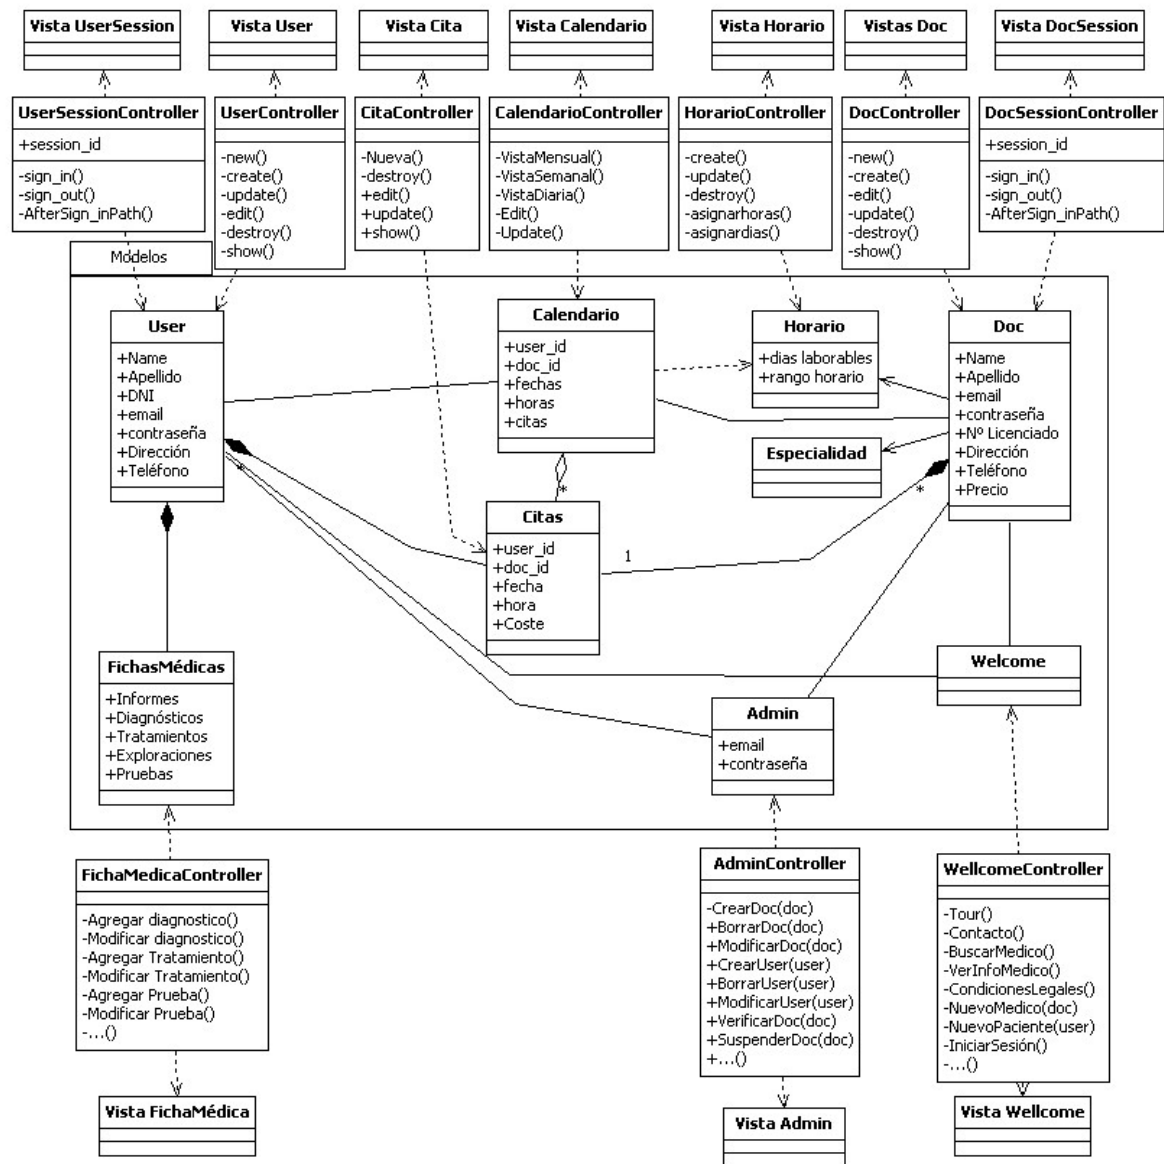 Vista UserSession
Vista User
Vista Cita
Vista Calendario
Vista Horario
Vistas Doc
Vista DocSession
UserSessionController
+session_id
-sign_in()
-sign_out()
-AfterSign_inPath()
UserController
-new()
-create()
-update()
-edit()
-destroy()
-show()
CitaController
-Nueva()
-destroy()
+edit()
+update()
+show()
CalendarioController
-VistaMensual()
-VistaSemanal()
-VistaDiaria()
-Edit()
-Update()
HorarioController
-create()
-update()
-destroy()
-asignarhoras()
-asignardias()
DocController
-new()
-create()
-edit()
-update()
-destroy()
-show()
DocSessionController
+session_id
-sign_in()
-sign_out()
-AfterSign_inPath()
Modelos
User
+Name
+Apellido
+DNI
+email
+contraseña
+Dirección
+Teléfono
Calendario
+user_id
+doc_id
+fechas
+horas
+citas
Horario
+dias laborables
+rango horario
Doc
+Name
+Apellido
+email
+contraseña
+Nº Licenciado
+Dirección
+Teléfono
+Precio
Especialidad
*
*
*
1
Citas
+user_id
+doc_id
+fecha
+hora
+Coste
FichasMédicas
+Informes
+Diagnósticos
+Tratamientos
+Exploraciones
+Pruebas
Welcome
Admin
+email
+contraseña
FichaMedicaController
-Agregar diagnostico()
-Modificar diagnostico()
-Agregar Tratamiento()
-Modificar Tratamiento()
-Agregar Prueba()
-Modificar Prueba()
-...()
AdminController
-CrearDoc(doc)
+BorrarDoc(doc)
+ModificarDoc(doc)
+CrearUser(user)
+BorrarUser(user)
+ModificarUser(user)
+VerificarDoc(doc)
+SuspenderDoc(doc)
+...()
WellcomeController
-Tour()
-Contacto()
-BuscarMedico()
-VerInfoMedico()
-CondicionesLegales()
-NuevoMedico(doc)
-NuevoPaciente(user)
-IniciarSesión()
-...()
Vista FichaMédica
Vista Admin
Vista Wellcome